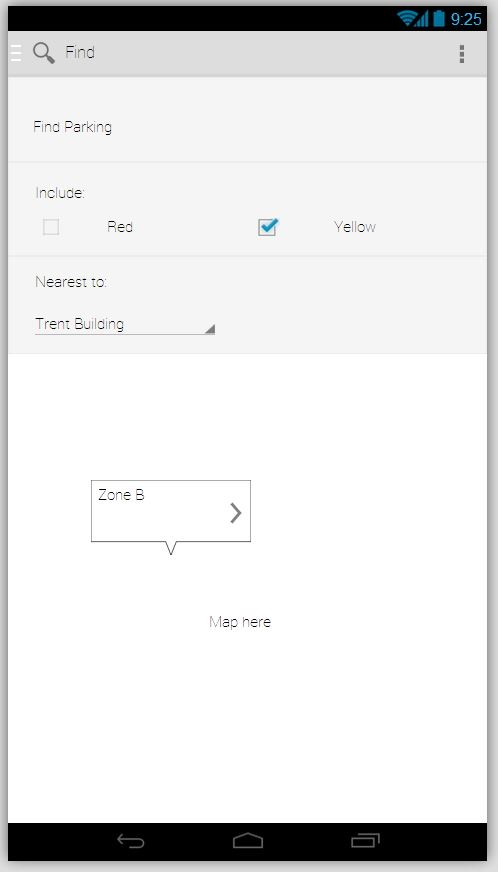 9:25
Find
Find Parking
Include:
Red Yellow
Nearest to:
Trent Building
Zone B
Map here